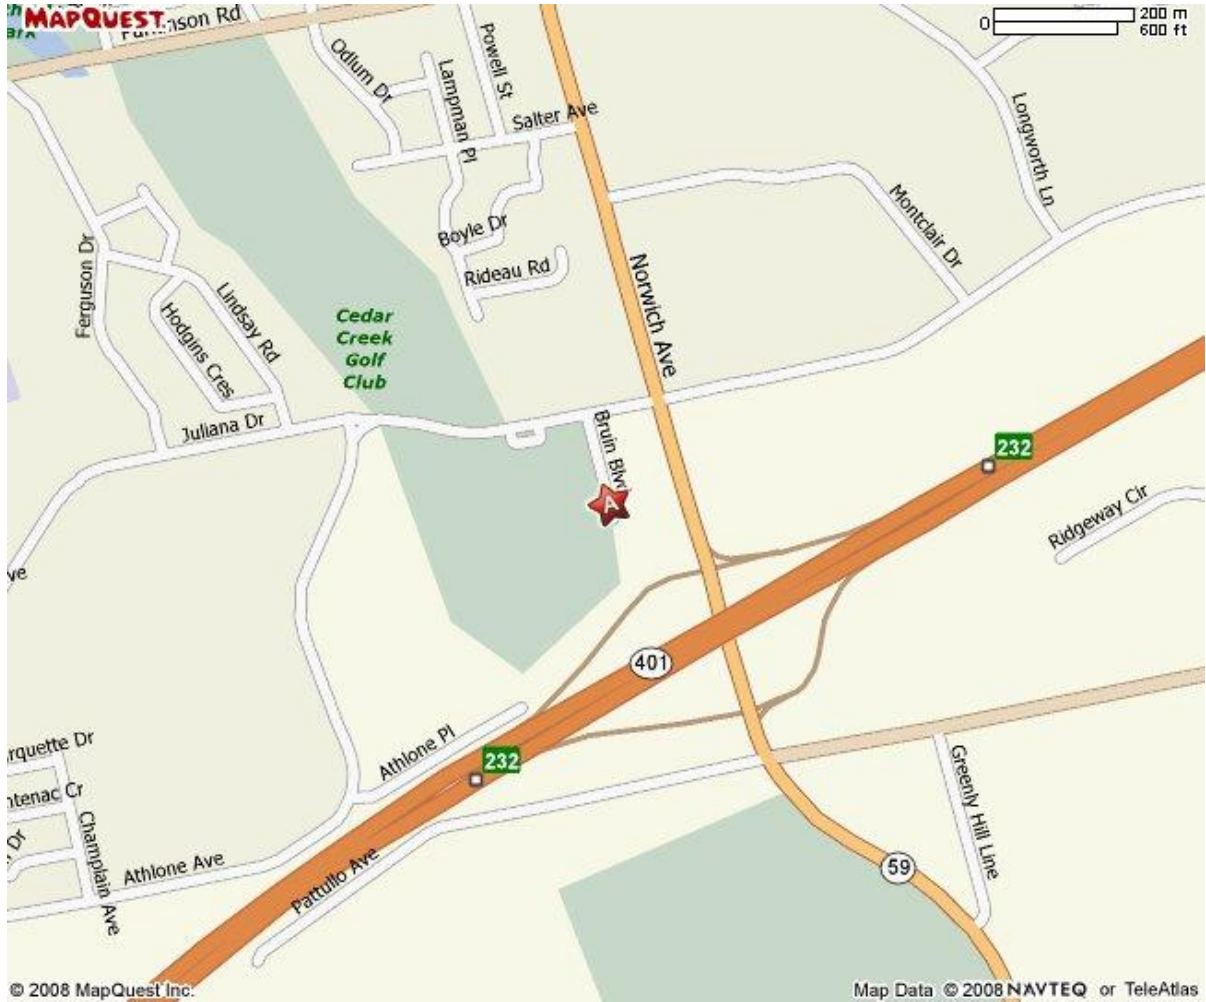 MAPQUEST
Parkinson Rd
200 m
0
600 ft
Odlum Dr
Powell St
Lampman Pl
Salter Ave
Longworth Ln
Montclair Dr
Boyle Dr
Ferguson Dr
Rideau Rd
Norwich Ave
Lindsay Rd
Hodgins Cres
Cedar
Creek
Golf
Club
Juliana Dr
Bruin Blvd
A
232
Ridgeway Cir
401
Athlone Pl
232
rquette Dr
ntenac Cr
Champlain Ave
Dr
Greenly Hill Line
Athlone Ave
Pattullo Ave
59
© 2008 MapQuest Inc.
Map Data © 2008 NAVTEQ or TeleAtlas